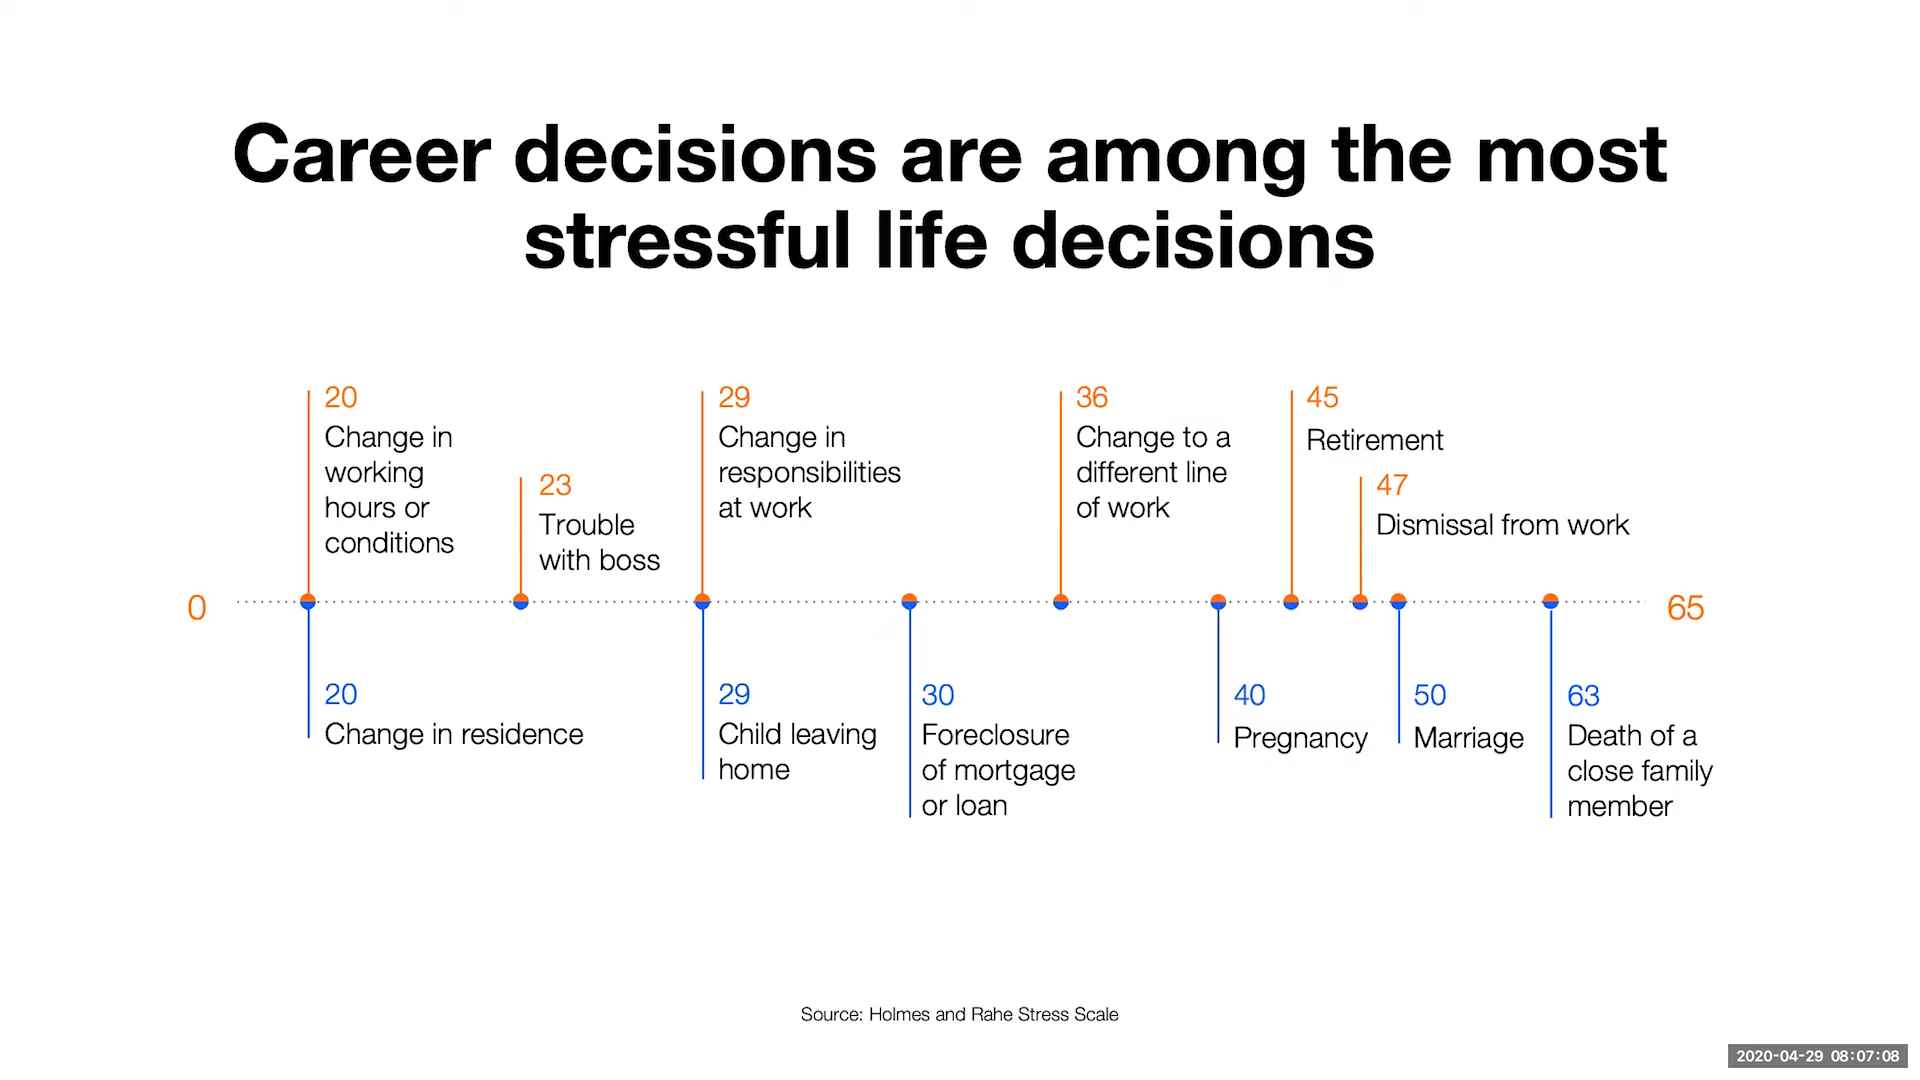 Career decisions are among the most
stressful life decisions
20
Change in
working
hours or
conditions
23
Trouble
with boss
29
Change in
responsibilities
at work
36
Change to a
different line
of work
45
Retirement
47
Dismissal from work
0
65
20
Change in residence
29
Child leaving
home
30
Foreclosure
of mortgage
or loan
40
Pregnancy
50
Marriage
63
Death of a
close family
member
Source: Holmes and Rahe Stress Scale
2020-04-29 08:07:08